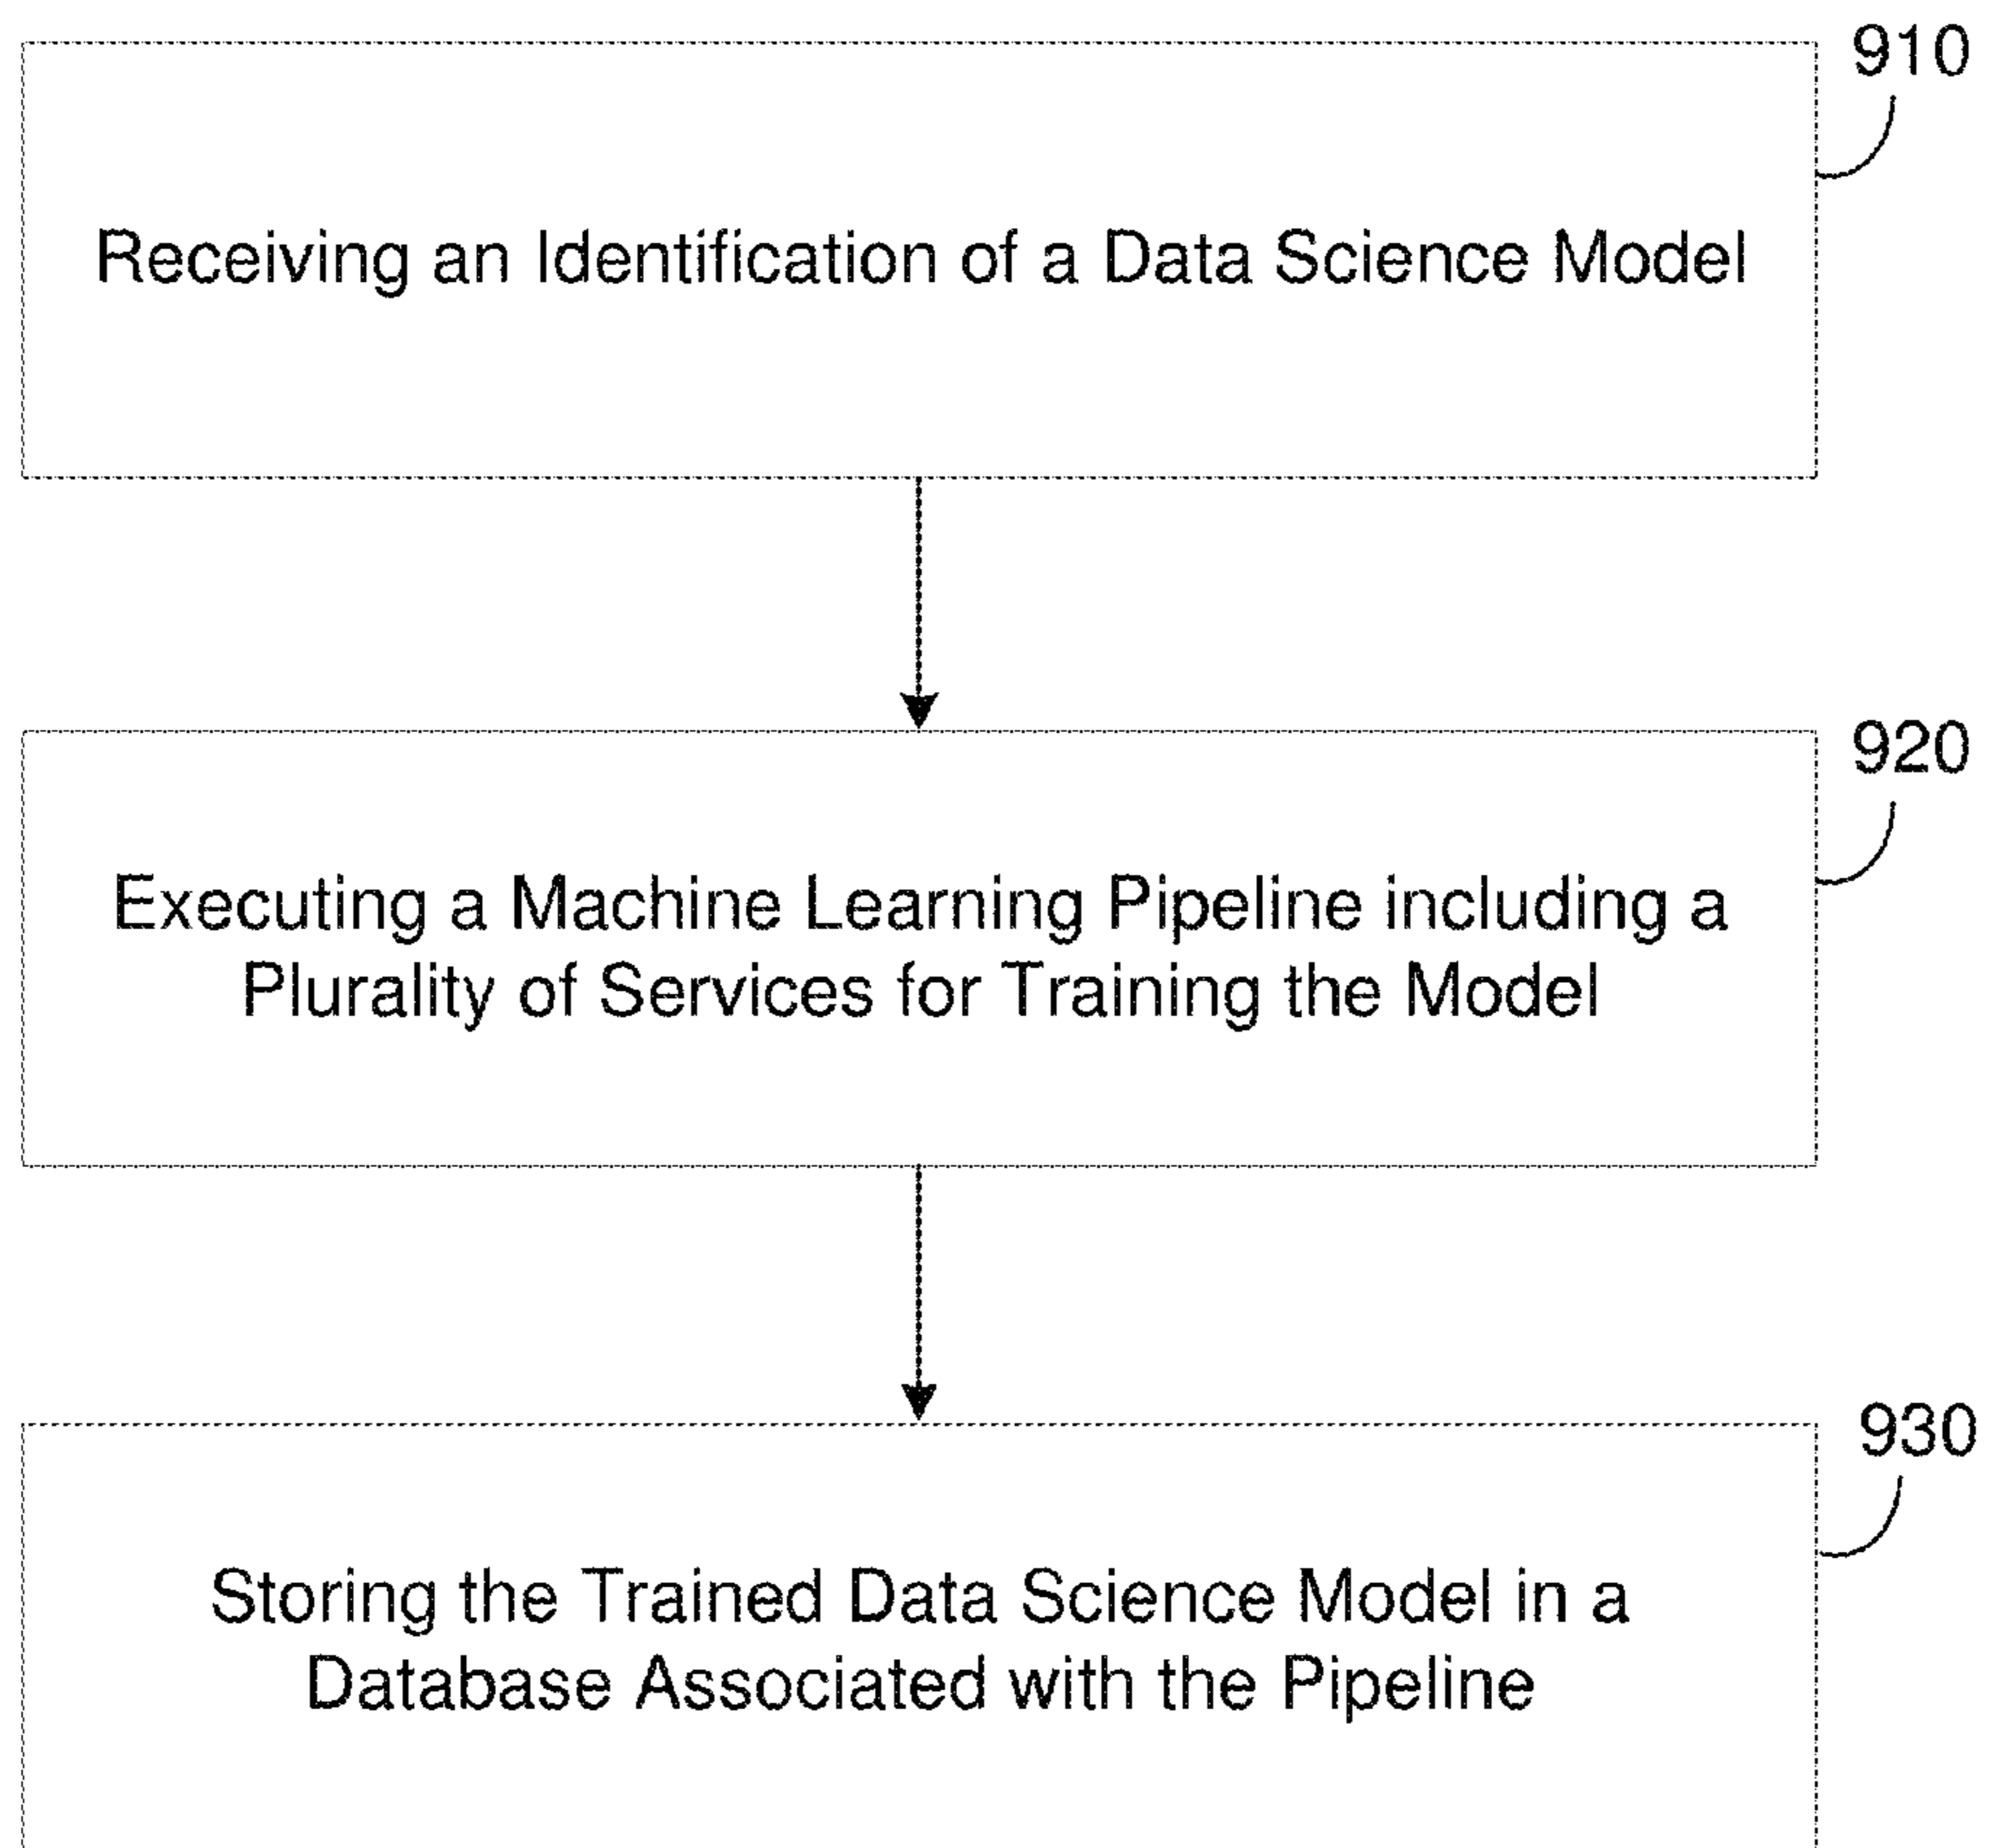 910
Receiving an Identification of a Data Science Model
920
Executing a Machine Learning Pipeline including a
Plurality of Services for Training the Model
930
Storing the Trained Data Science Model in a
Database Associated with the Pipeline